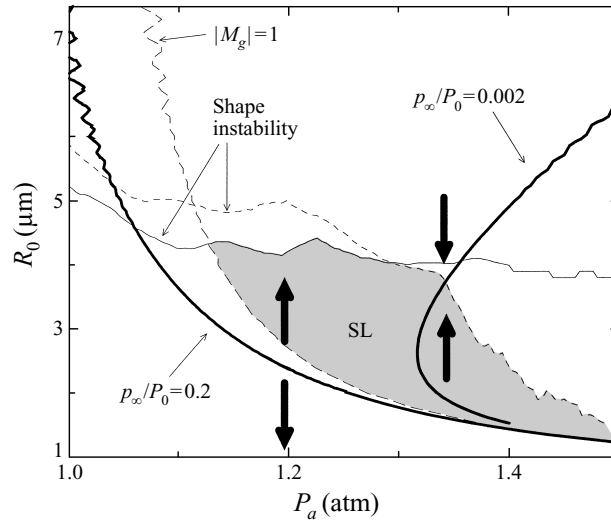 7
|M_g|=1
p_∞/P_0=0.002
Shape
instability
5
R_0 (μm)
3
SL
p_∞/P_0=0.2
1
1.0
1.2
1.4
P_a (atm)